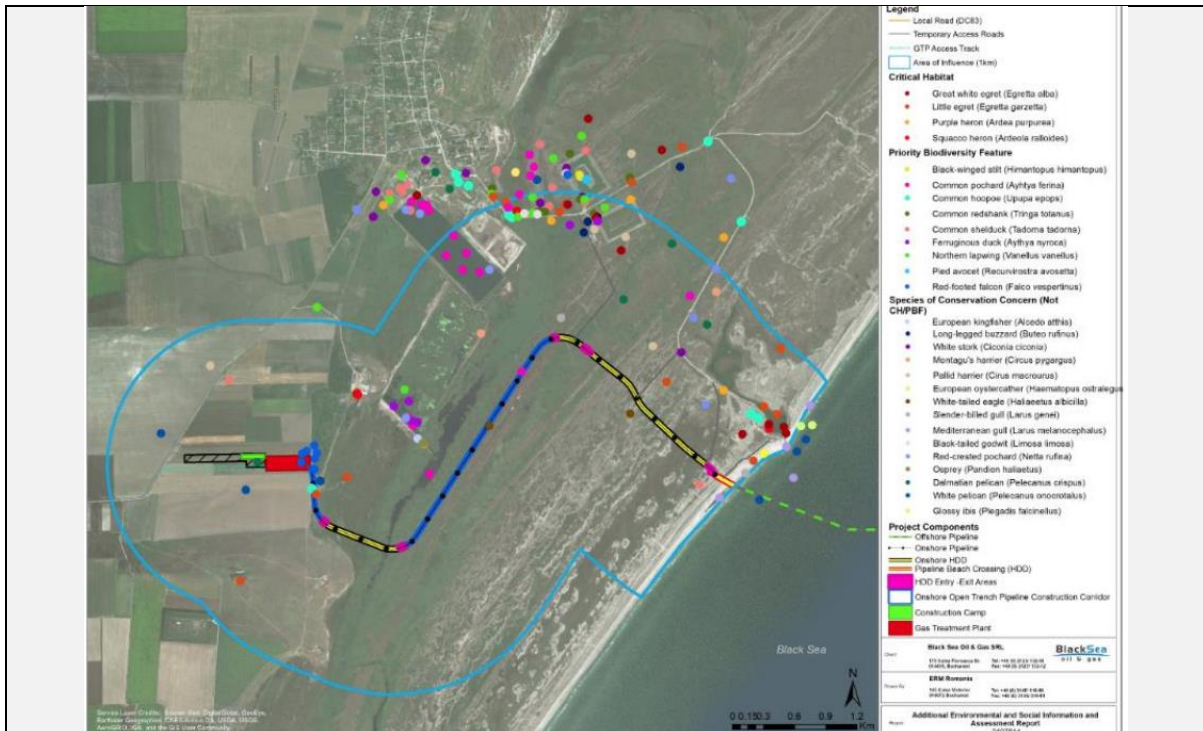 Legend
Local Road (DC83)
Temporary Access Roads
GTP Access Track
Area of Influence (1km)
Critical Habitat
Great white egret (Egretta alba)
Little egret (Egretta garzetta)
Purple heron (Ardea purpurea)
Squacco heron (Ardeola ralloides)
Priority Biodiversity Feature
Black-winged stilt (Himantopus himantopus)
Common pochard (Ayhtya ferina)
Common hoopoe (Upupa epops)
Common redshank (Tringa totanus)
Common shelduck (Tadorna tadorna)
Ferruginous duck (Aythya nyroca)
Northern lapwing (Vanellus vanellus)
Pied avocet (Recurvirostra avosetta)
Red-footed falcon (Falco vespertinus)
Species of Conservation Concern (Not
CH/PBF)
European kingfisher (Alcedo atthis)
Long-legged buzzard (Buteo rufinus)
White stork (Ciconia ciconia)
Montagu's harrier (Circus pygargus)
Pallid harrier (Cirus macrourus)
European oystercather (Haematopus ostralegus
White-tailed eagle (Haliaeetus albicilla)
Slender-billed gull (Larus genei)
Mediterranean gull (Larus melanocephalus)
Black-tailed godwit (Limosa limosa)
Red-crested pochard (Netta rufina)
Osprey (Pandion haliaetus)
Dalmatian pelican (Pelecanus crispus)
White pelican (Pelecanus onocrotalus)
Glossy ibis (Plegadis falcinellus)
Project Components
Offshore Pipeline
Onshore Pipeline
Onshore HDD
Pipeline Beach Crossing (HDD)
HDD Entry -Exit Areas
Onshore Open Trench Pipeline Construction Corridor
Construction Camp
Gas Treatment Plant
Black Sea Oil & Gas SRL
BlackSea
oil & gas
ERM Romania
Additional Environmental and Social Information and
Assessment Report
Black Sea
N
0 0.15 0.3 0.6 0.9 1.2
Km